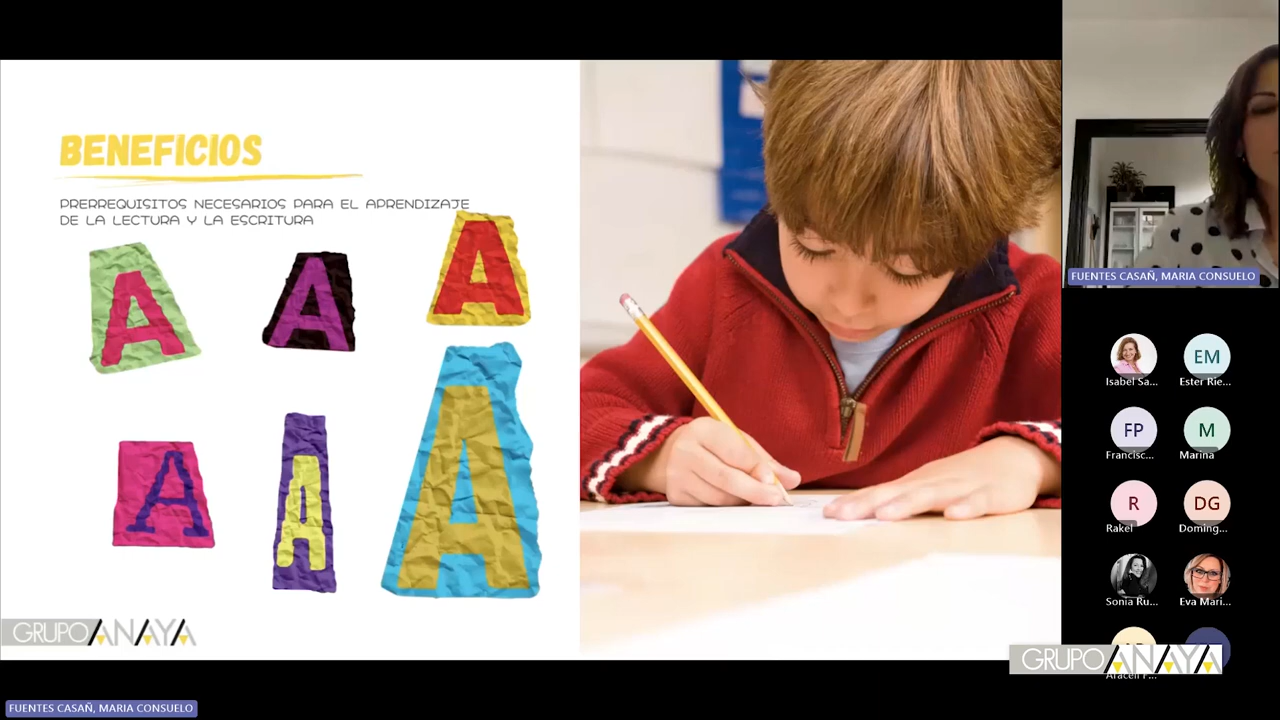 BENEFICIOS
PRERREQUISITOS NECESARIOS PARA EL APRENDIZAJE
DE LA LECTURA Y LA ESCRITURA
A A A
A A A
GRUPO ANAYA
FUENTES CASAÑ, MARIA CONSUELO
FUENTES CASAÑ, MARIA CONSUELO
Isabel Sa...
EM
Ester Rie...
FP
Francisc...
M
Marina
R
Rakel
DG
Doming...
Sonia Ru...
Eva Mari...
GRUPO ANAYA